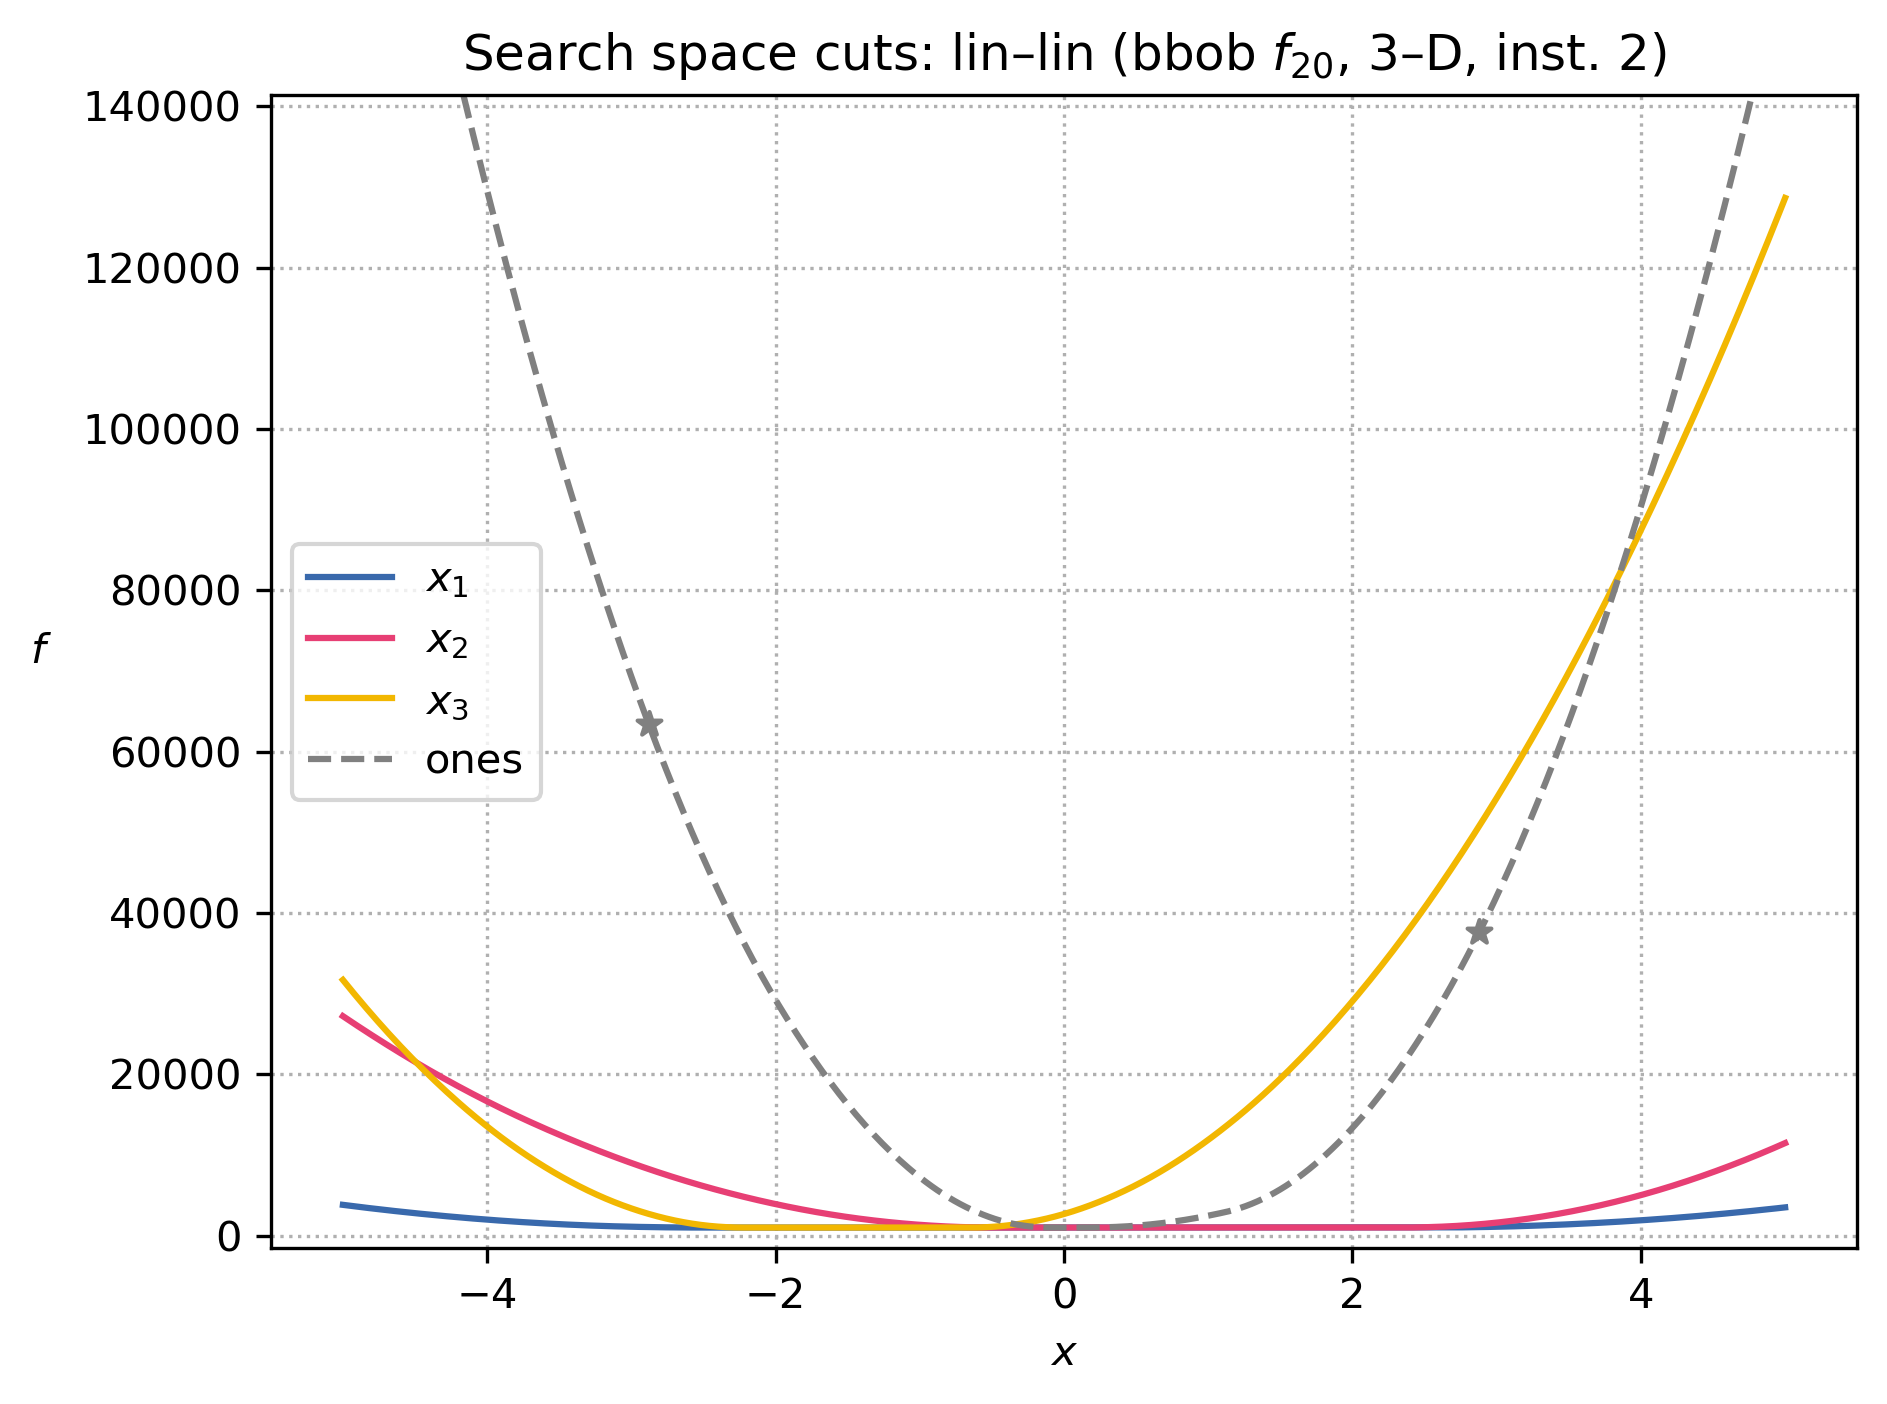 Search space cuts: lin–lin (bbob f20, 3–D, inst. 2)
140000
120000
100000
80000
60000
40000
20000
0
f
x1
x2
x3
ones
−4
−2
0
2
4
x